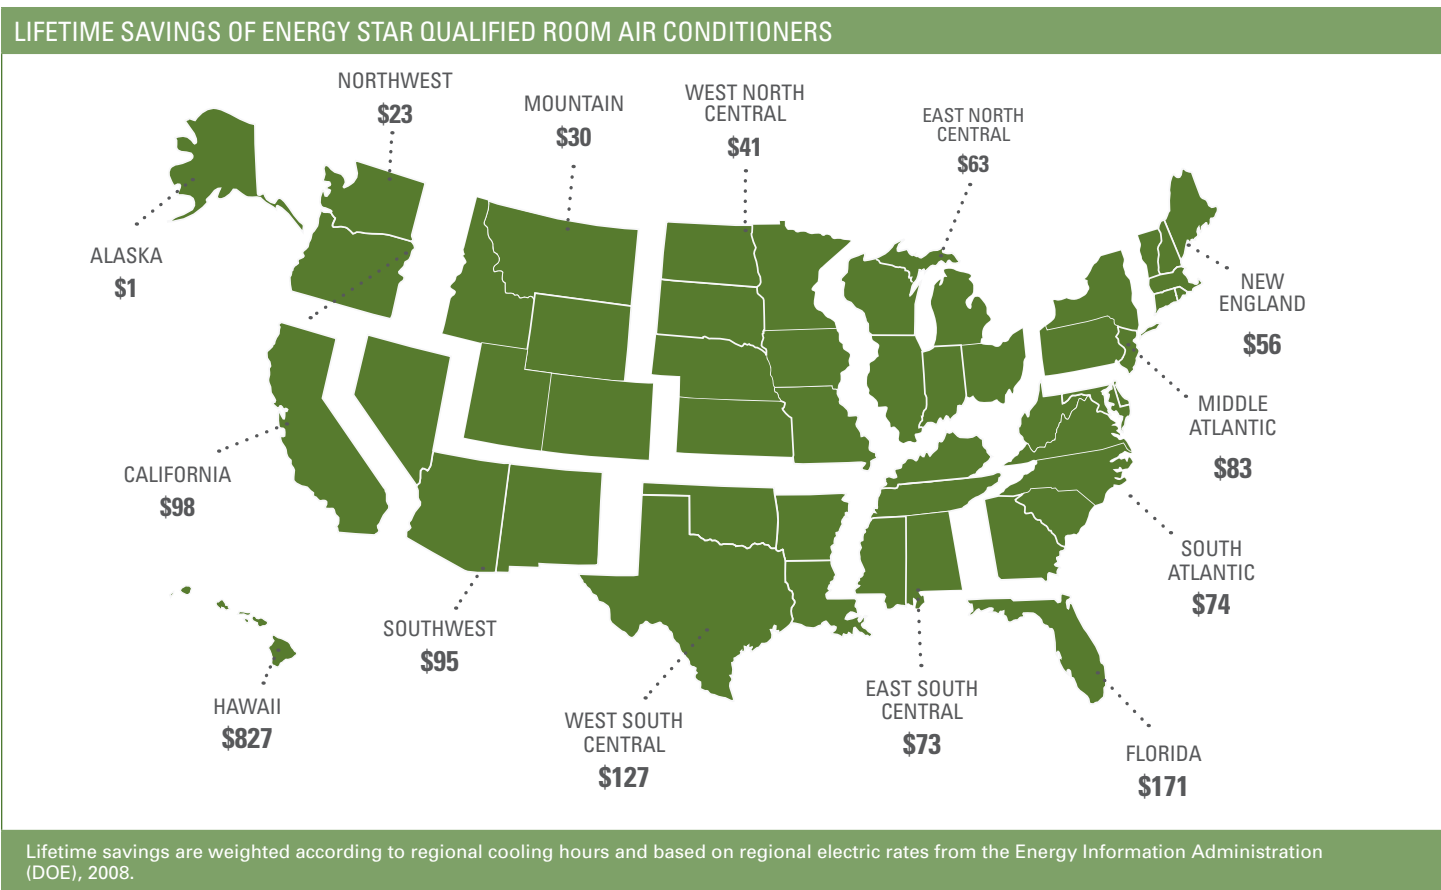 LIFETIME SAVINGS OF ENERGY STAR QUALIFIED ROOM AIR CONDITIONERS
NORTHWEST
$23
MOUNTAIN
$30
WEST NORTH
CENTRAL
$41
EAST NORTH
CENTRAL
$63
ALASKA
$1
NEW
ENGLAND
$56
MIDDLE
ATLANTIC
$83
CALIFORNIA
$98
SOUTH
ATLANTIC
$74
SOUTHWEST
$95
HAWAII
$827
WEST SOUTH
CENTRAL
$127
EAST SOUTH
CENTRAL
$73
FLORIDA
$171
Lifetime savings are weighted according to regional cooling hours and based on regional electric rates from the Energy Information Administration
(DOE), 2008.